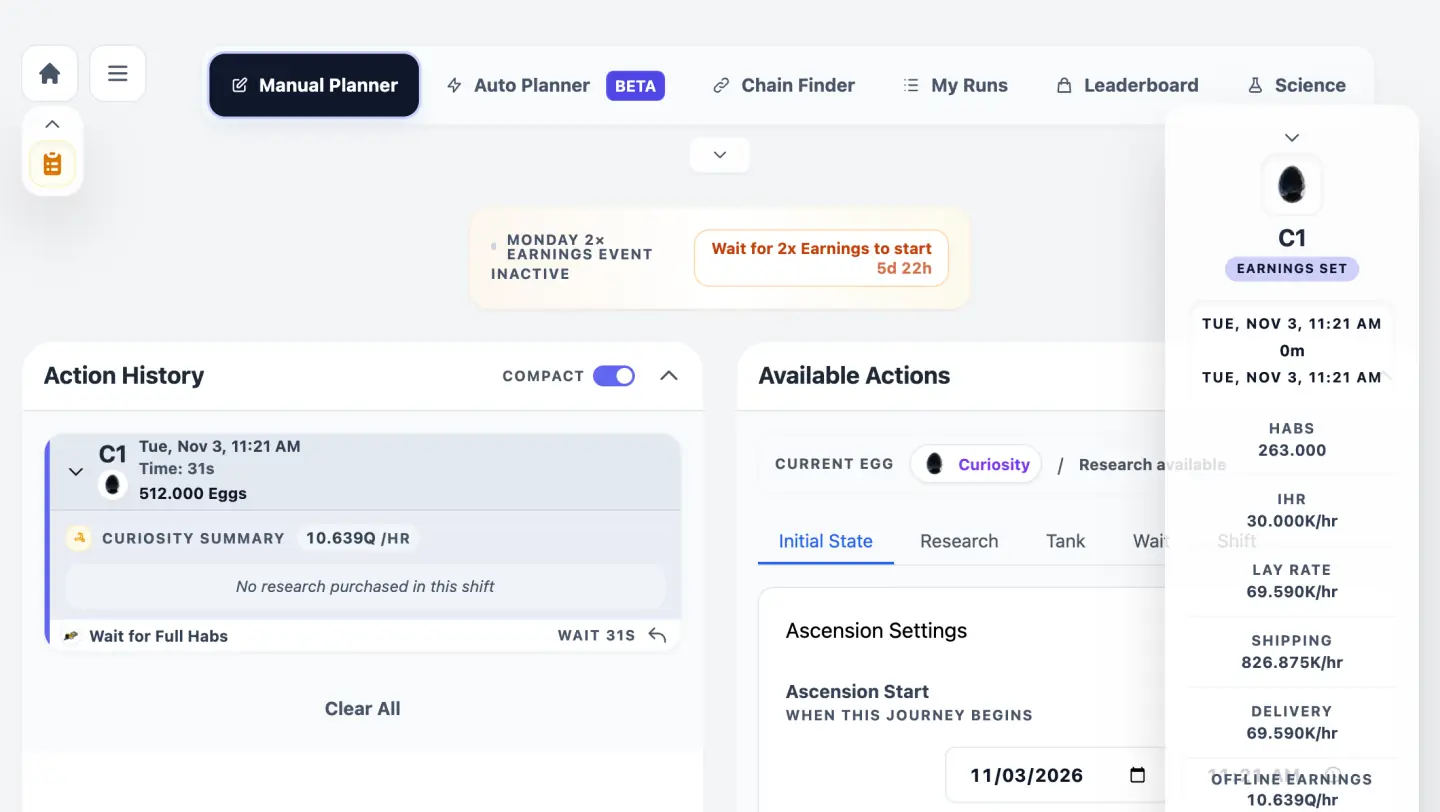 Manual Planner
Auto Planner BETA
Chain Finder
My Runs
Leaderboard
Science
MONDAY 2×
EARNINGS EVENT
INACTIVE
Wait for 2x Earnings to start
5d 22h
Action History
COMPACT
C1
Tue, Nov 3, 11:21 AM
Time: 31s
512.000 Eggs
CURIOSITY SUMMARY 10.639Q /HR
No research purchased in this shift
Wait for Full Habs
WAIT 31S
Clear All
Available Actions
CURRENT EGG Curiosity / Research available
Initial State Research Tank Wait Shift
Ascension Settings
Ascension Start
WHEN THIS JOURNEY BEGINS
11/03/2026
11:21 AM
C1
EARNINGS SET
TUE, NOV 3, 11:21 AM
0m
TUE, NOV 3, 11:21 AM
HABS
263.000
IHR
30.000K/hr
LAY RATE
69.590K/hr
SHIPPING
826.875K/hr
DELIVERY
69.590K/hr
OFFLINE EARNINGS
10.639Q/hr